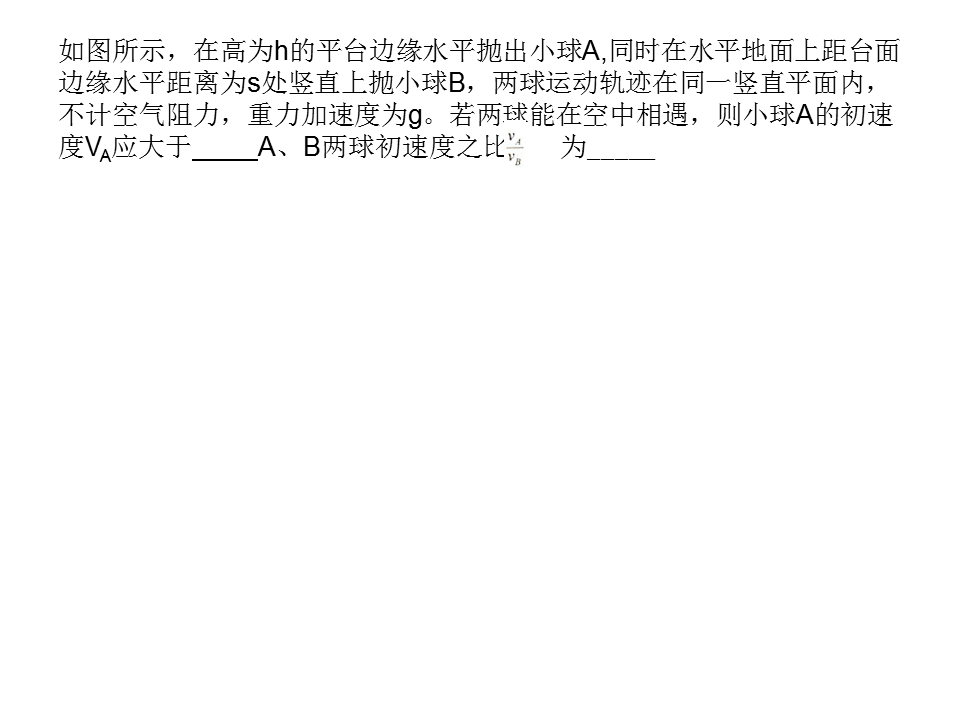 如图所示，在高为h的平台边缘水平抛出小球A,同时在水平地面上距台面
边缘水平距离为s处竖直上抛小球B，两球运动轨迹在同一竖直平面内，
不计空气阻力，重力加速度为g。若两球能在空中相遇，则小球A的初速
度VA应大于_____A、B两球初速度之比 vA/vB 为_____